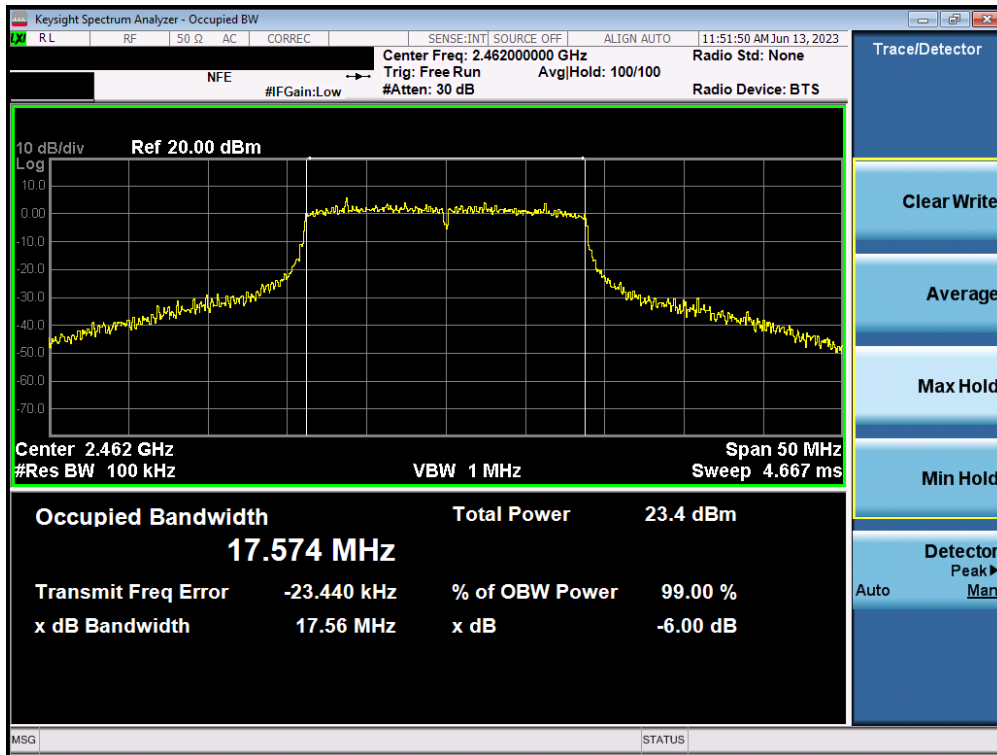 Keysight Spectrum Analyzer - Occupied BW
LXI RL RF 50 Ω AC CORREC SENSE:INT SOURCE OFF ALIGN AUTO 11:51:50 AM Jun 13, 2023
Center Freq: 2.462000000 GHz Radio Std: None
NFE Trig: Free Run Avg|Hold: 100/100
#IFGain:Low #Atten: 30 dB Radio Device: BTS
Trace/Detector
10 dB/div Ref 20.00 dBm
Log
10.0
0.00
-10.0
-20.0
-30.0
-40.0
-50.0
-60.0
-70.0
Center 2.462 GHz Span 50 MHz
#Res BW 100 kHz VBW 1 MHz Sweep 4.667 ms
Occupied Bandwidth Total Power 23.4 dBm
17.574 MHz
Transmit Freq Error -23.440 kHz % of OBW Power 99.00 %
x dB Bandwidth 17.56 MHz x dB -6.00 dB
Clear Write
Average
Max Hold
Min Hold
Detector
Peak▶
Auto Man
MSG STATUS